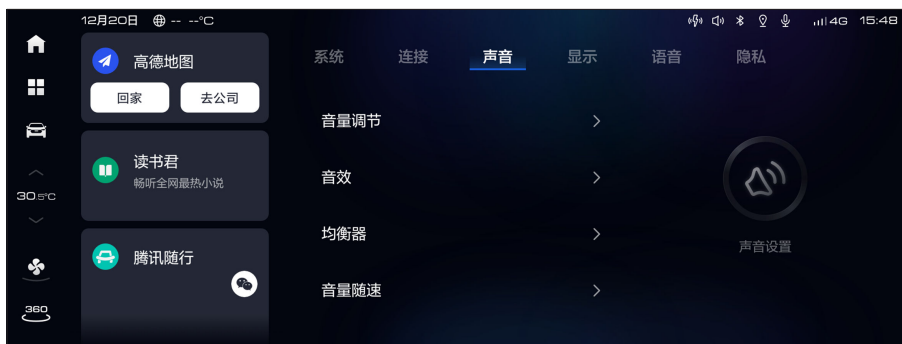 12月20日 -- --°C
4G 15:48
高德地图
回家 去公司
读书君
畅听全网最热小说
腾讯随行
30.5°C
360
系统 连接 声音 显示 语音 隐私
音量调节
音效
均衡器
音量随速
声音设置